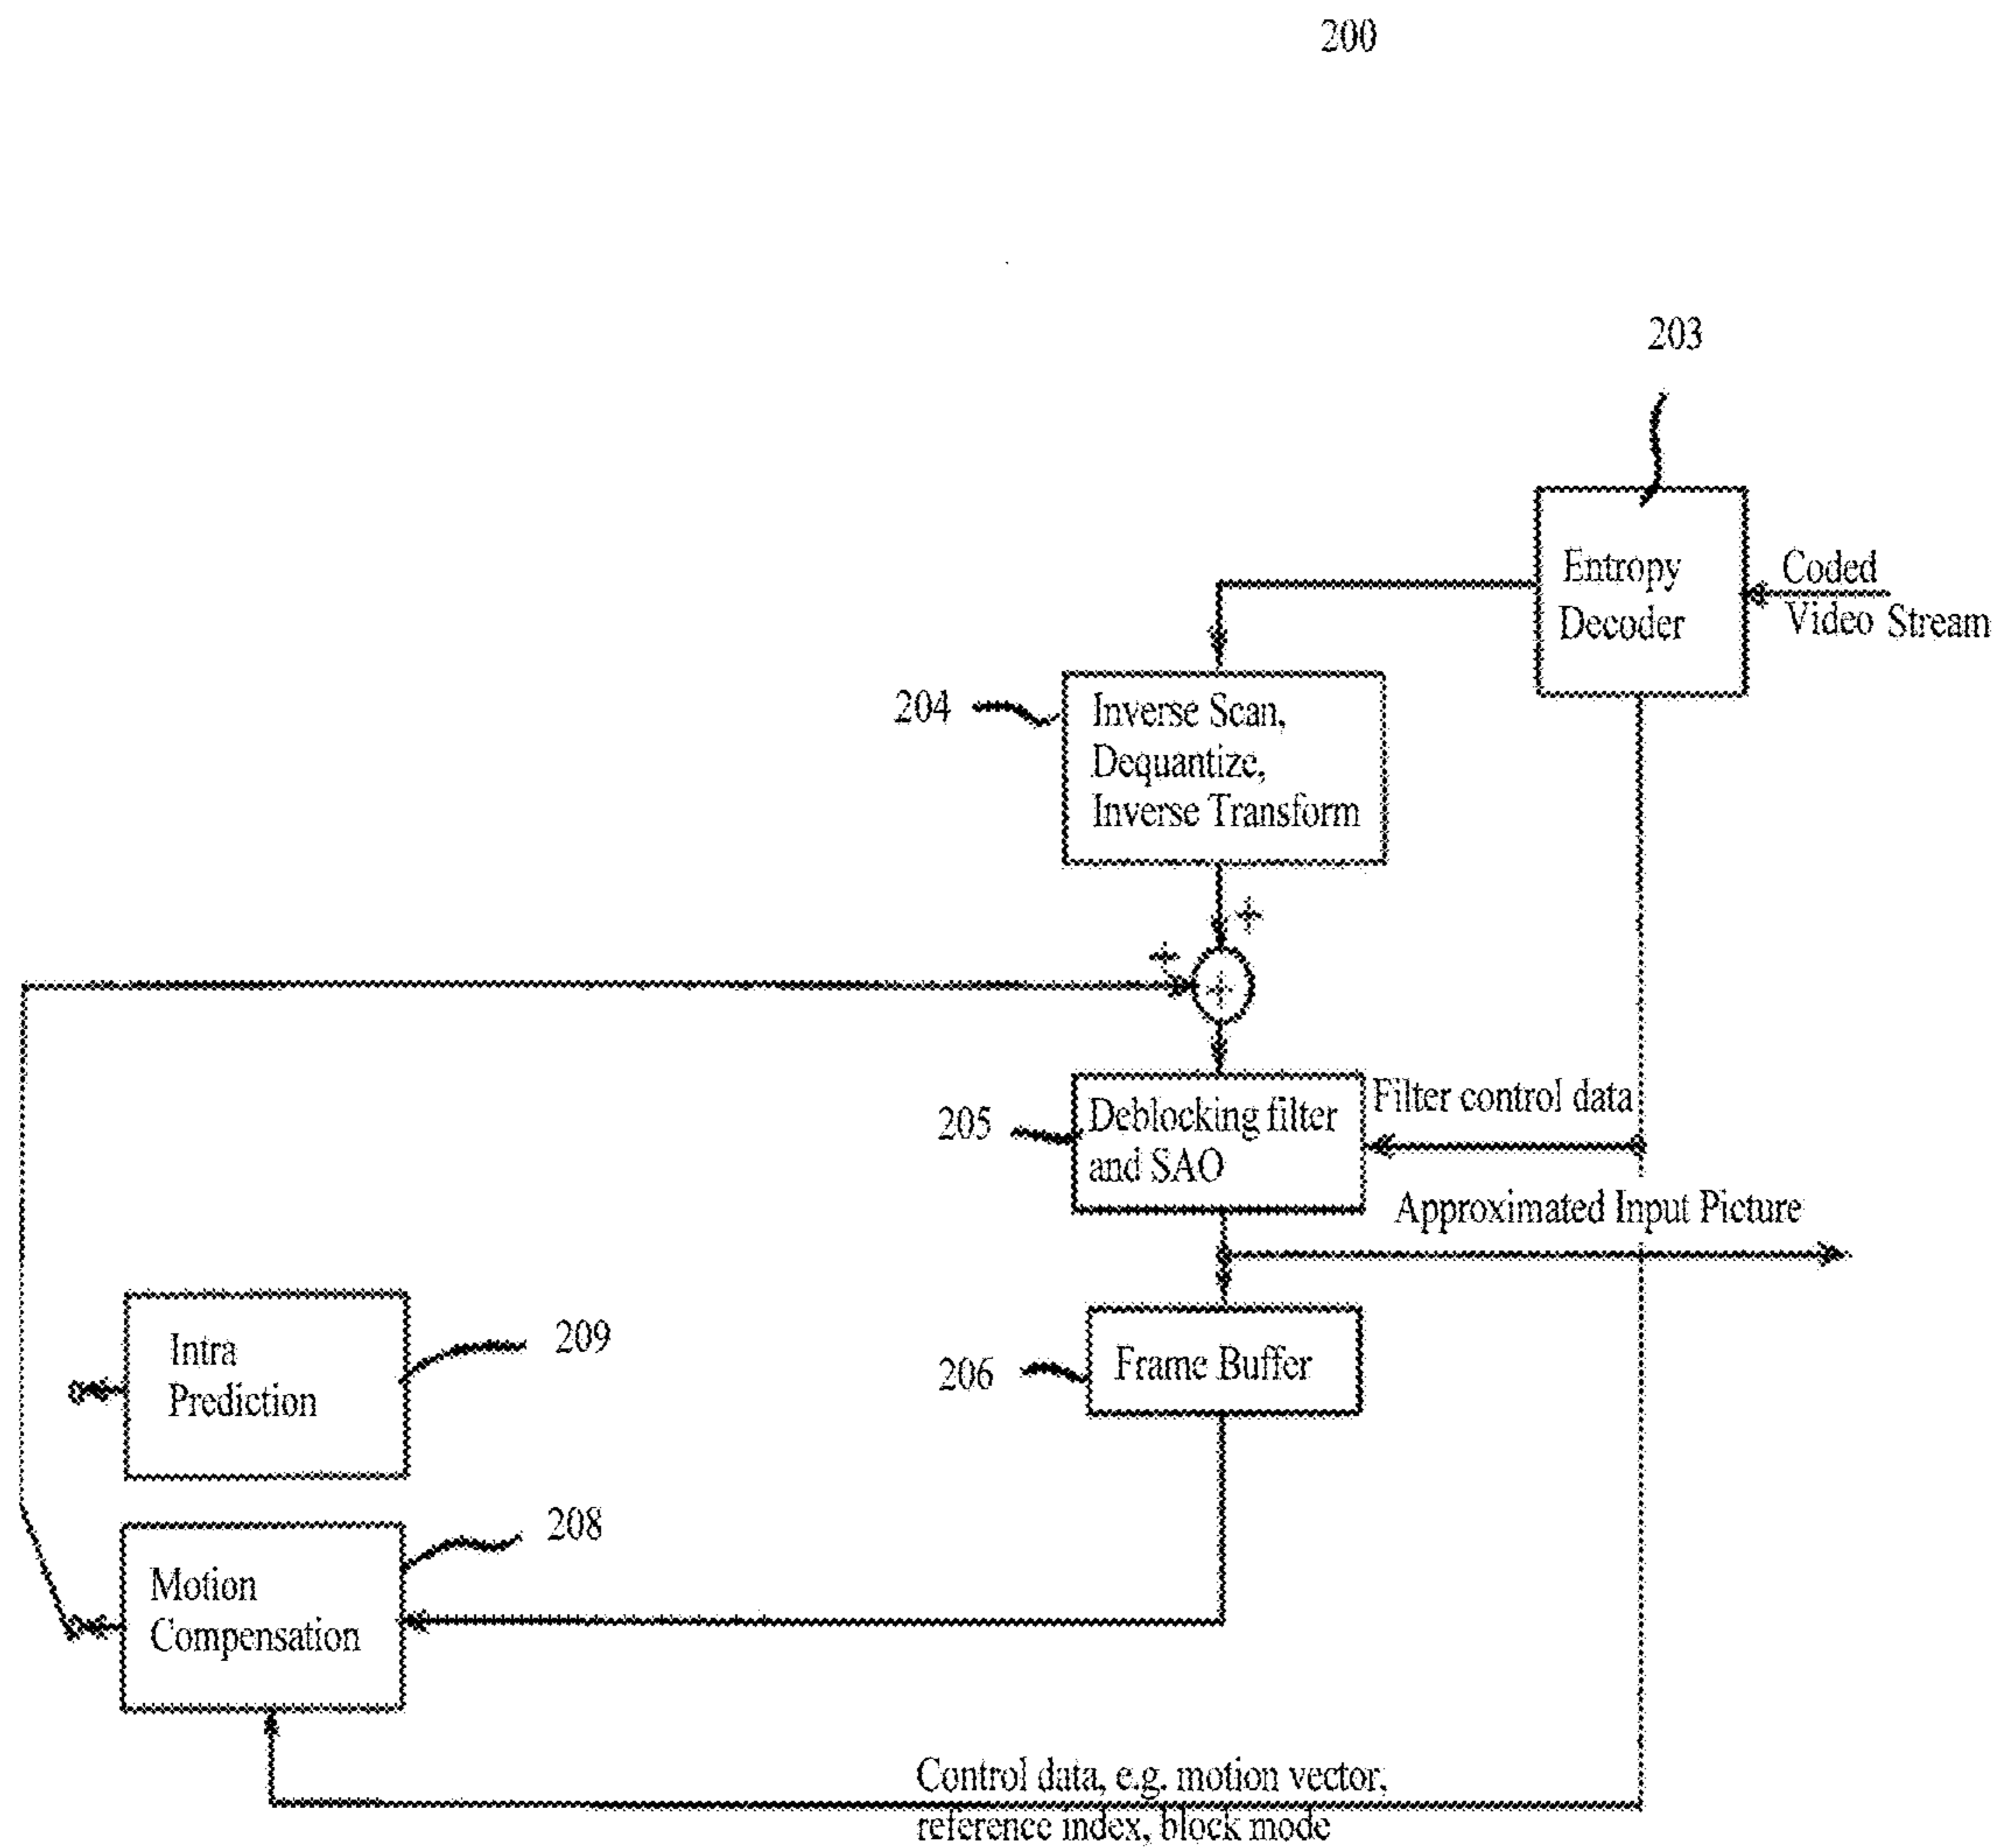 200
203
Entropy
Decoder
Coded
Video Stream
204
Inverse Scan,
Dequantize,
Inverse Transform
+
+
+
205
Deblocking filter
and SAO
Filter control data
Approximated Input Picture
Intra
Prediction
209
206
Frame Buffer
208
Motion
Compensation
Control data, e.g. motion vector,
reference index, block mode